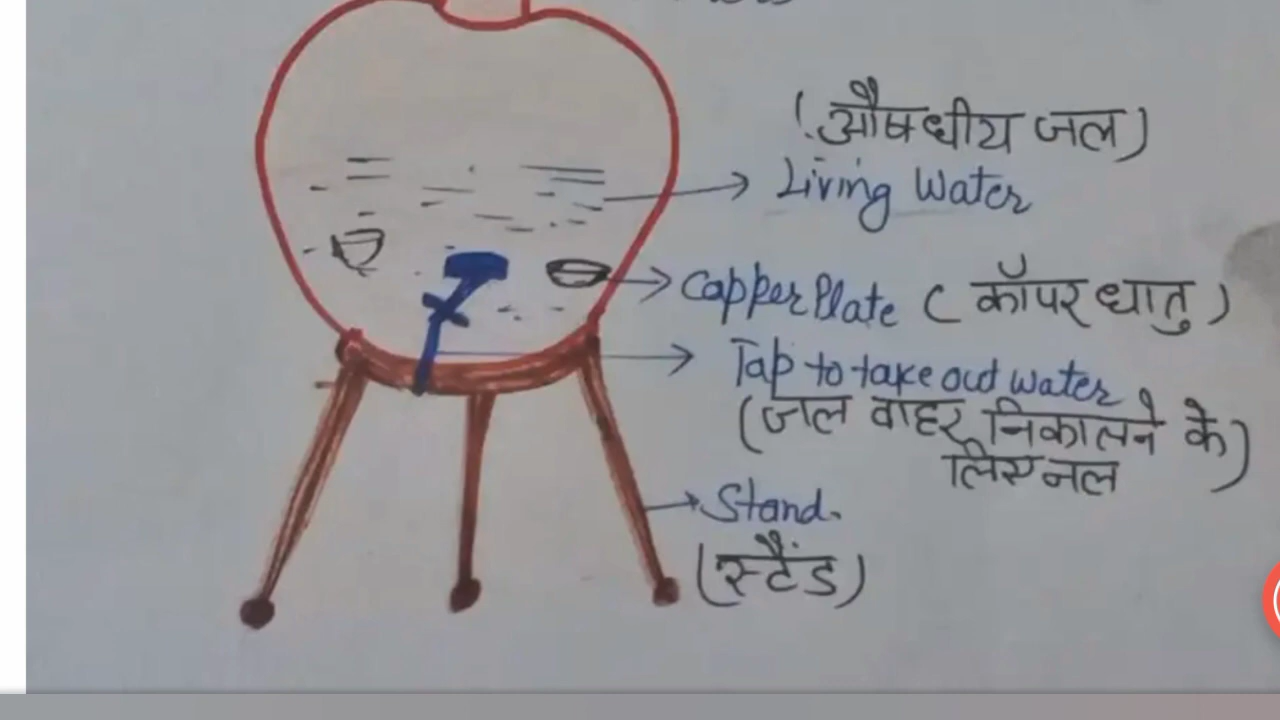 (औषधीय जल)
Living Water
Capper Plate ( कॉपर धातु )
Tap to take out water
(जल वाहर निकालने के)
लिए नल
Stand.
(स्टैंड)